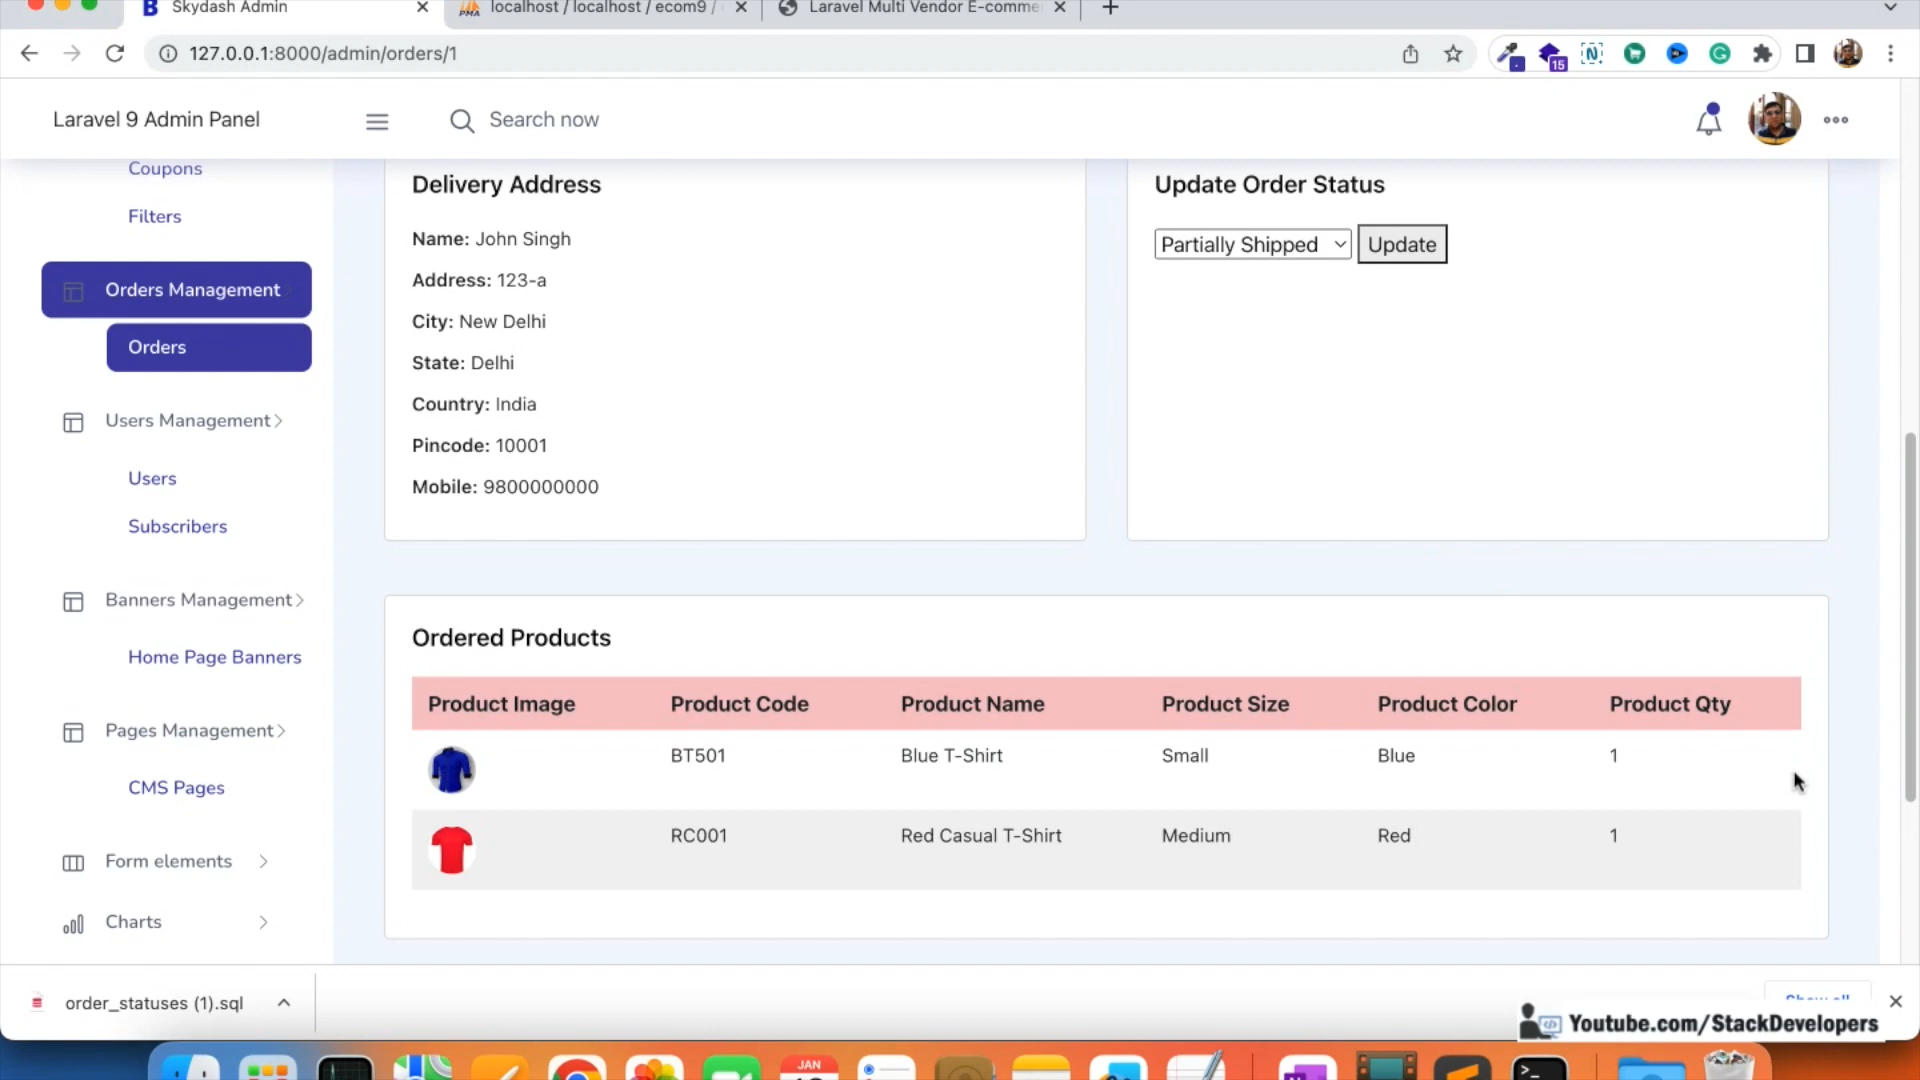 Skydash Admin
localhost / localhost / ecom9 /
Laravel Multi Vendor E-comme
127.0.0.1:8000/admin/orders/1
15
Laravel 9 Admin Panel
Search now
Coupons
Filters
Orders Management
Orders
Users Management
Users
Subscribers
Banners Management
Home Page Banners
Pages Management
CMS Pages
Form elements
Charts
Delivery Address
Name: John Singh
Address: 123-a
City: New Delhi
State: Delhi
Country: India
Pincode: 10001
Mobile: 9800000000
Update Order Status
Partially Shipped Update
Ordered Products
Product Image Product Code Product Name Product Size Product Color Product Qty
BT501 Blue T-Shirt Small Blue 1
RC001 Red Casual T-Shirt Medium Red 1
order_statuses (1).sql
Show all
Youtube.com/StackDevelopers
JAN